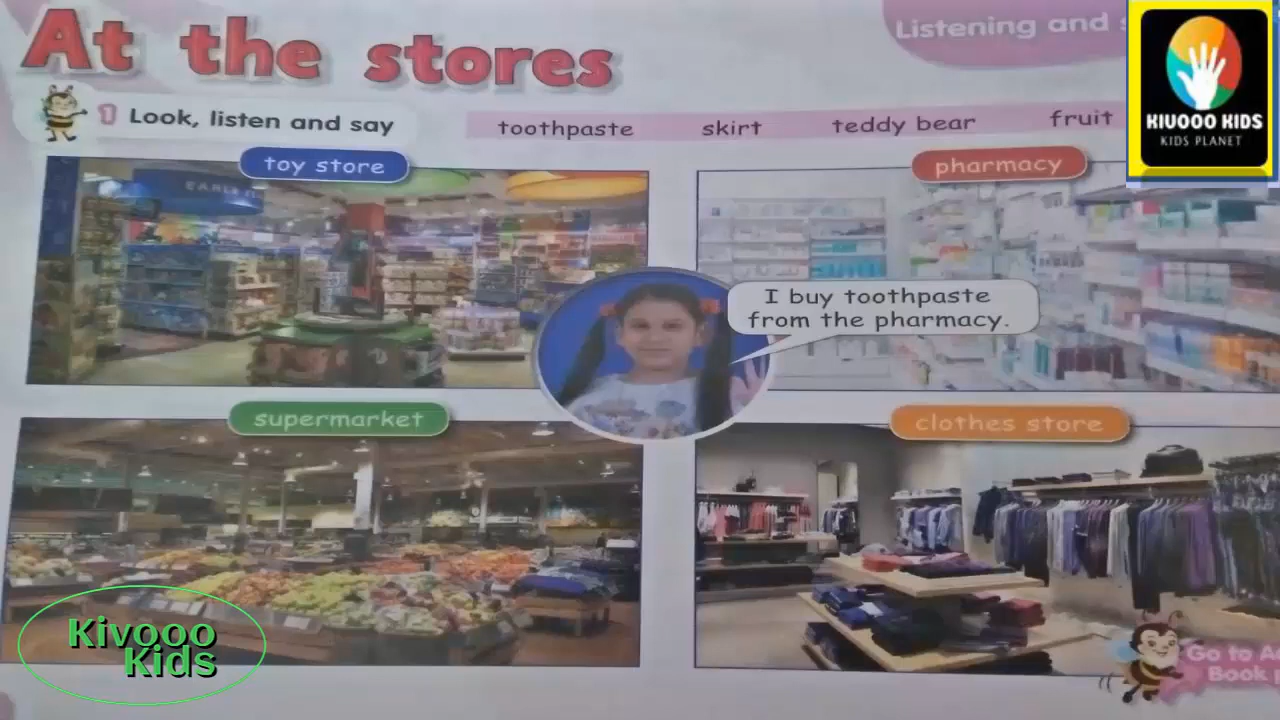 At the stores
Listening and
KIVOOO KIDS
KIDS PLANET
1 Look, listen and say
toothpaste skirt teddy bear fruit
toy store
pharmacy
I buy toothpaste
from the pharmacy.
supermarket
clothes store
Kivooo
Kids
Go to
Book